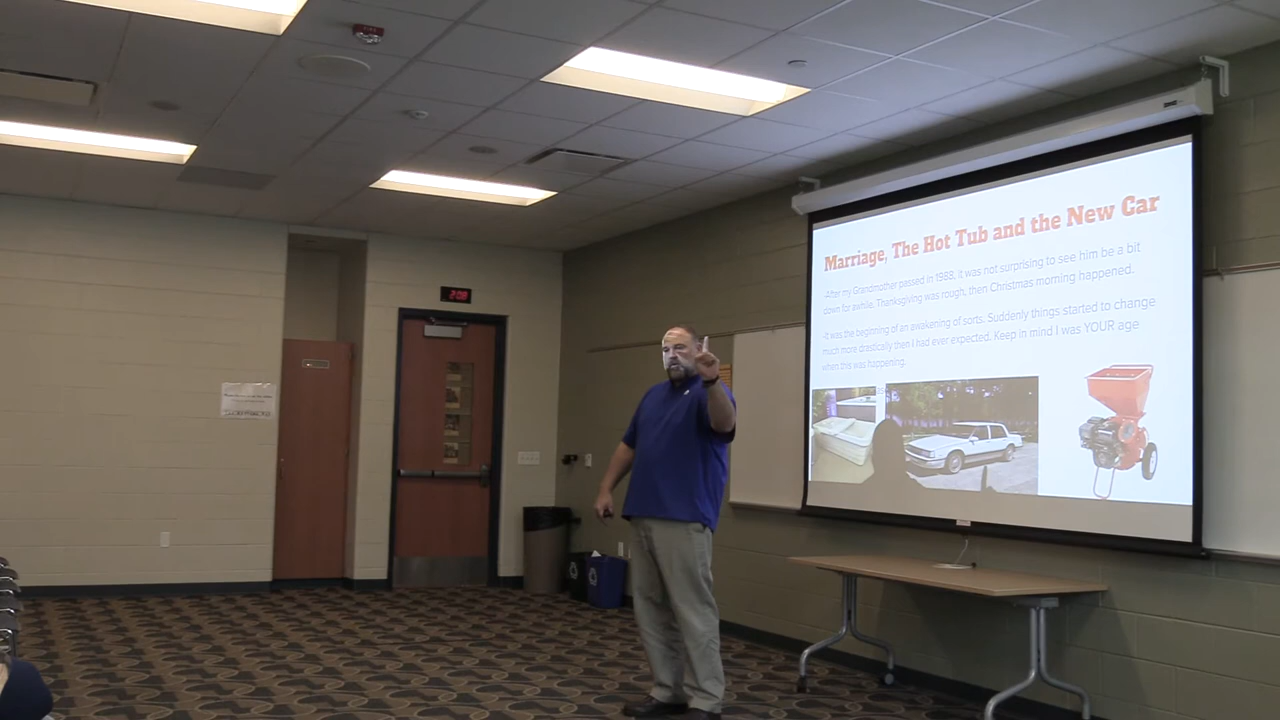 Marriage, The Hot Tub and the New Car
After my Grandmother passed in 1988, it was not surprising to see him be a bit
down for awhile. Thanksgiving was rough, then Christmas morning happened.
-It was the beginning of an awakening of sorts. Suddenly things started to change
much more drastically then I had ever expected. Keep in mind I was YOUR age
when this was happening.
2:08